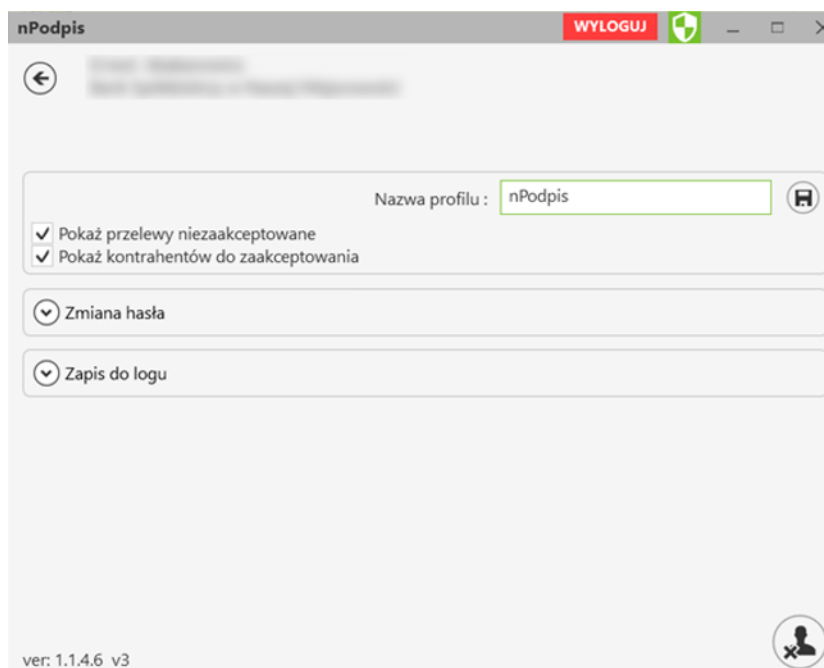 nPodpis WYLOGUJ
Nazwa profilu : nPodpis
Pokaż przelewy niezaakceptowane
Pokaż kontrahentów do zaakceptowania
Zmiana hasła
Zapis do logu
ver: 1.1.4.6 v3